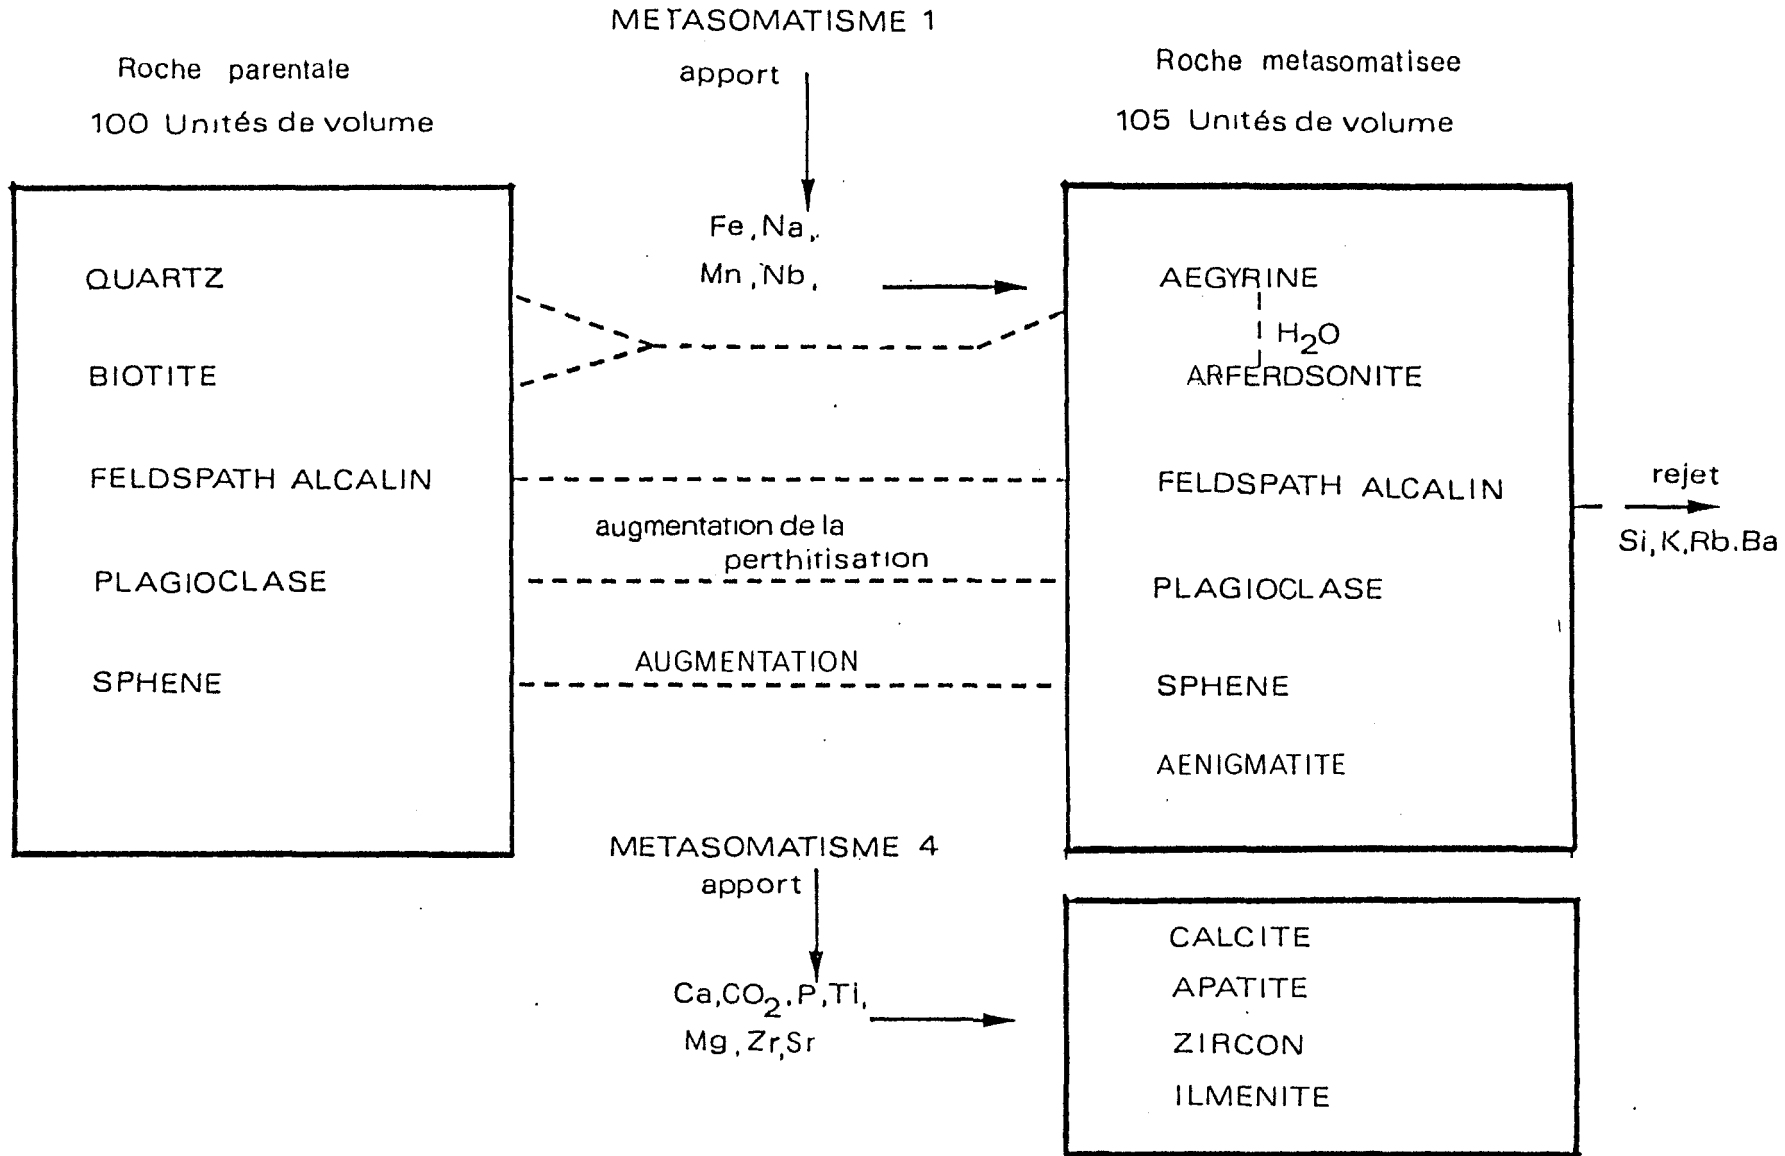 METASOMATISME 1
apport
Roche parentale
100 Unités de volume
Roche metasomatisee
105 Unités de volume
Fe, Na,
Mn, Nb,
QUARTZ
BIOTITE
FELDSPATH ALCALIN
PLAGIOCLASE
SPHENE
augmentation de la
perthitisation
AUGMENTATION
AEGYRINE
H2O
ARFERDSONITE
FELDSPATH ALCALIN
PLAGIOCLASE
SPHENE
AENIGMATITE
rejet
Si, K, Rb. Ba
METASOMATISME 4
apport
Ca, CO2, P, Ti,
Mg, Zr, Sr
CALCITE
APATITE
ZIRCON
ILMENITE